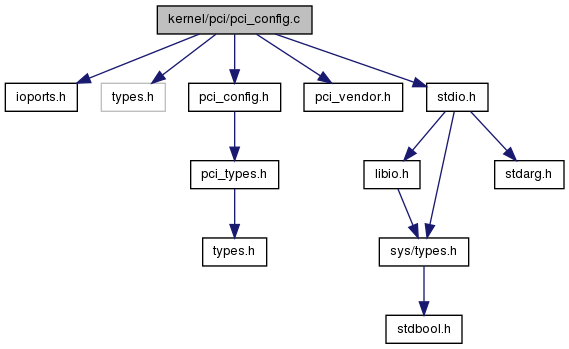 kernel/pci/pci_config.c
ioports.h
types.h
pci_config.h
pci_vendor.h
stdio.h
pci_types.h
libio.h
stdarg.h
types.h
sys/types.h
stdbool.h